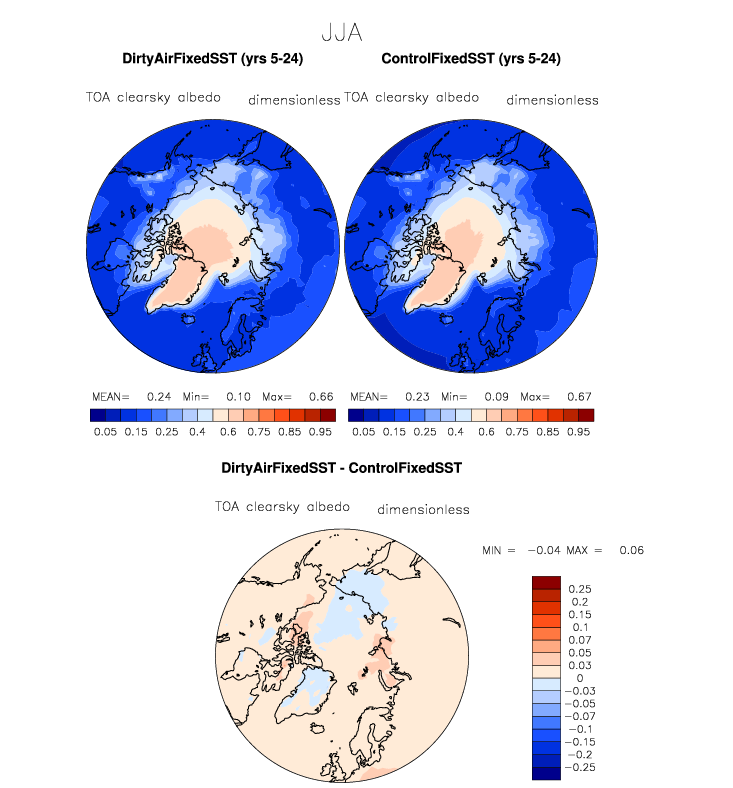 JJA
DirtyAirFixedSST (yrs 5-24) ControlFixedSST (yrs 5-24)
TOA clearsky albedo dimensionless TOA clearsky albedo dimensionless
MEAN= 0.24 Min= 0.10 Max= 0.66 MEAN= 0.23 Min= 0.09 Max= 0.67
0.05 0.15 0.25 0.4 0.6 0.75 0.85 0.95 0.05 0.15 0.25 0.4 0.6 0.75 0.85 0.95
DirtyAirFixedSST - ControlFixedSST
TOA clearsky albedo dimensionless
MIN = -0.04 MAX = 0.06
0.25
0.2
0.15
0.1
0.07
0.05
0.03
0
-0.03
-0.05
-0.07
-0.1
-0.15
-0.2
-0.25